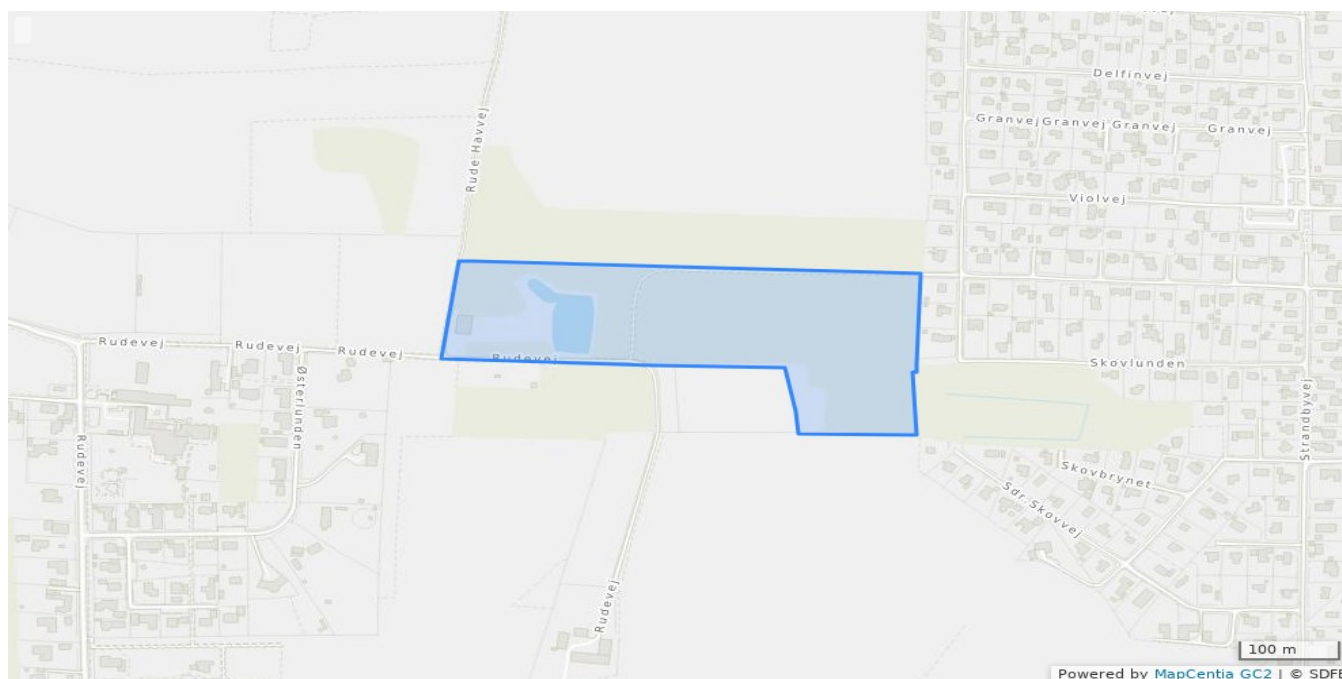 Delfinvej
Granvej Granvej Granvej Granvej
Rude Havvej
Violvej
Rudevej Rudevej Rudevej Rudevej
Skovlunden
Østerlunden
Strandbyvej
Rudevej
Skovbrynet
Sdr. Skovvej
Rudevej
100 m
Powered by MapCentia GC2 | © SDFE